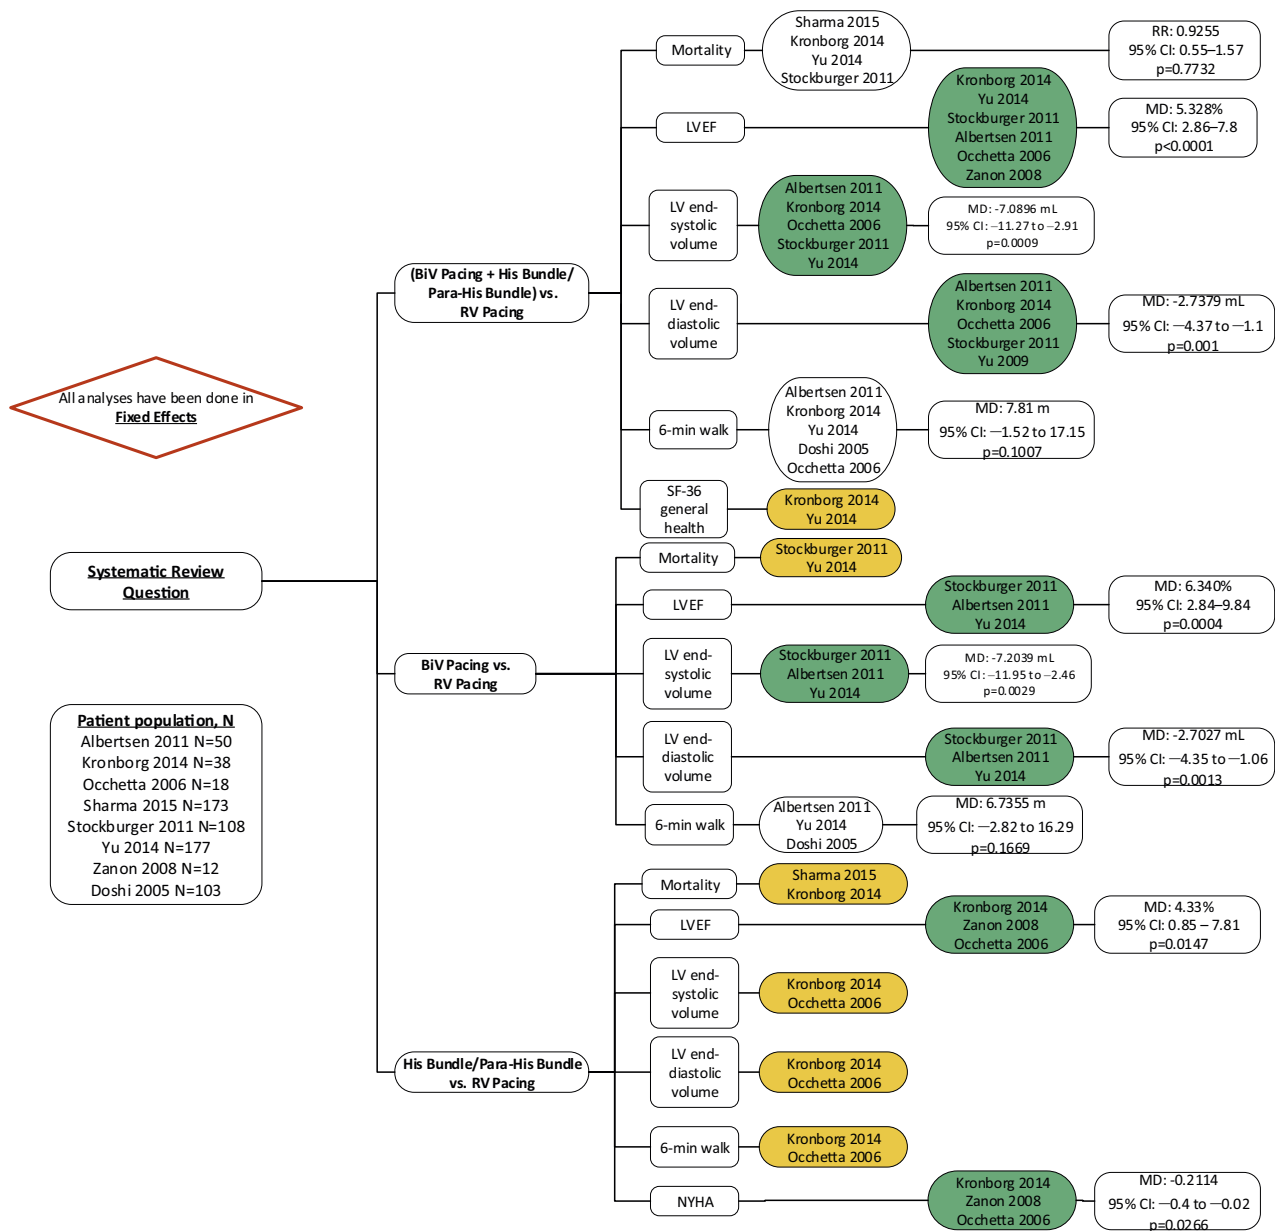 All analyses have been done in
Fixed Effects
Systematic Review
Question
Patient population, N
Albertsen 2011 N=50
Kronborg 2014 N=38
Occhetta 2006 N=18
Sharma 2015 N=173
Stockburger 2011 N=108
Yu 2014 N=177
Zanon 2008 N=12
Doshi 2005 N=103
(BiV Pacing + His Bundle/
Para-His Bundle) vs.
RV Pacing
Mortality
Sharma 2015
Kronborg 2014
Yu 2014
Stockburger 2011
RR: 0.9255
95% CI: 0.55–1.57
p=0.7732
LVEF
Kronborg 2014
Yu 2014
Stockburger 2011
Albertsen 2011
Occhetta 2006
Zanon 2008
MD: 5.328%
95% CI: 2.86–7.8
p<0.0001
LV end-
systolic
volume
Albertsen 2011
Kronborg 2014
Occhetta 2006
Stockburger 2011
Yu 2014
MD: -7.0896 mL
95% CI: −11.27 to −2.91
p=0.0009
LV end-
diastolic
volume
Albertsen 2011
Kronborg 2014
Occhetta 2006
Stockburger 2011
Yu 2009
MD: -2.7379 mL
95% CI: −4.37 to −1.1
p=0.001
6-min walk
Albertsen 2011
Kronborg 2014
Yu 2014
Doshi 2005
Occhetta 2006
MD: 7.81 m
95% CI: −1.52 to 17.15
p=0.1007
SF-36
general
health
Kronborg 2014
Yu 2014
BiV Pacing vs.
RV Pacing
Mortality
Stockburger 2011
Yu 2014
LVEF
Stockburger 2011
Albertsen 2011
Yu 2014
MD: 6.340%
95% CI: 2.84–9.84
p=0.0004
LV end-
systolic
volume
Stockburger 2011
Albertsen 2011
Yu 2014
MD: -7.2039 mL
95% CI: −11.95 to −2.46
p=0.0029
LV end-
diastolic
volume
Stockburger 2011
Albertsen 2011
Yu 2014
MD: -2.7027 mL
95% CI: −4.35 to −1.06
p=0.0013
6-min walk
Albertsen 2011
Yu 2014
Doshi 2005
MD: 6.7355 m
95% CI: −2.82 to 16.29
p=0.1669
His Bundle/Para-His Bundle
vs. RV Pacing
Mortality
Sharma 2015
Kronborg 2014
LVEF
Kronborg 2014
Zanon 2008
Occhetta 2006
MD: 4.33%
95% CI: 0.85 – 7.81
p=0.0147
LV end-
systolic
volume
Kronborg 2014
Occhetta 2006
LV end-
diastolic
volume
Kronborg 2014
Occhetta 2006
6-min walk
Kronborg 2014
Occhetta 2006
NYHA
Kronborg 2014
Zanon 2008
Occhetta 2006
MD: -0.2114
95% CI: −0.4 to −0.02
p=0.0266